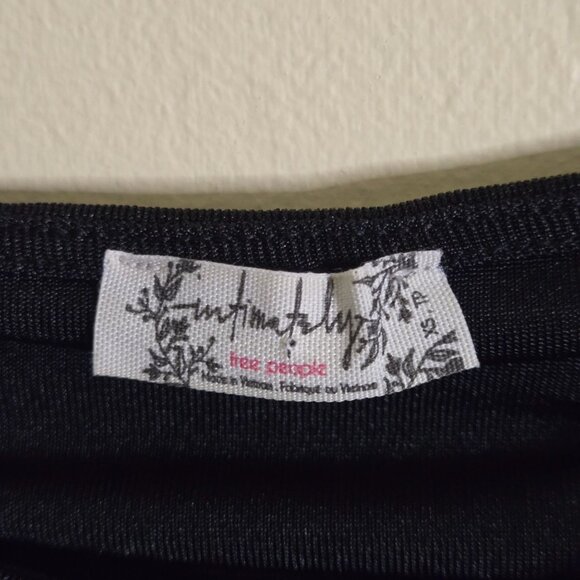 intimately
free people
Made in Vietnam . Fabriqué au Vietnam
S.P